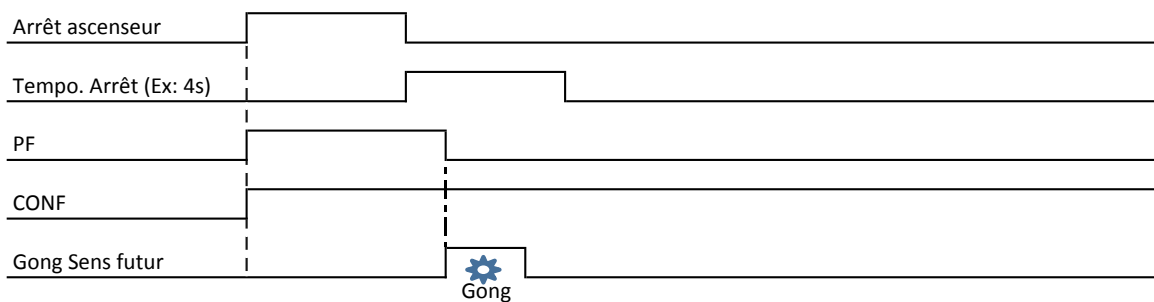 Arrêt ascenseur
Tempo. Arrêt (Ex: 4s)
PF
CONF
Gong Sens futur
Gong